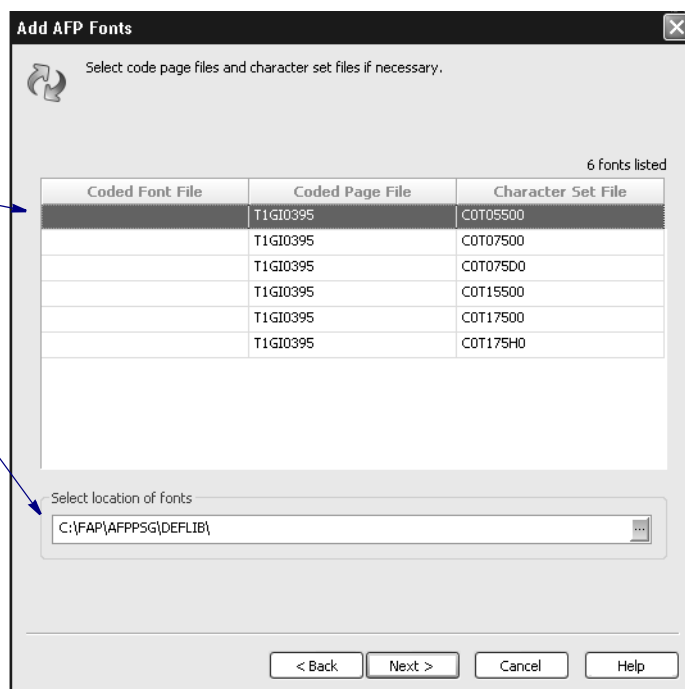 Add AFP Fonts
Select code page files and character set files if necessary.
6 fonts listed
Coded Font File Coded Page File Character Set File
T1GI0395 C0T05500
T1GI0395 C0T07500
T1GI0395 C0T075D0
T1GI0395 C0T15500
T1GI0395 C0T17500
T1GI0395 C0T175H0
Select location of fonts
C:\FAP\AFPPSG\DEFLIB\ ...
< Back Next > Cancel Help